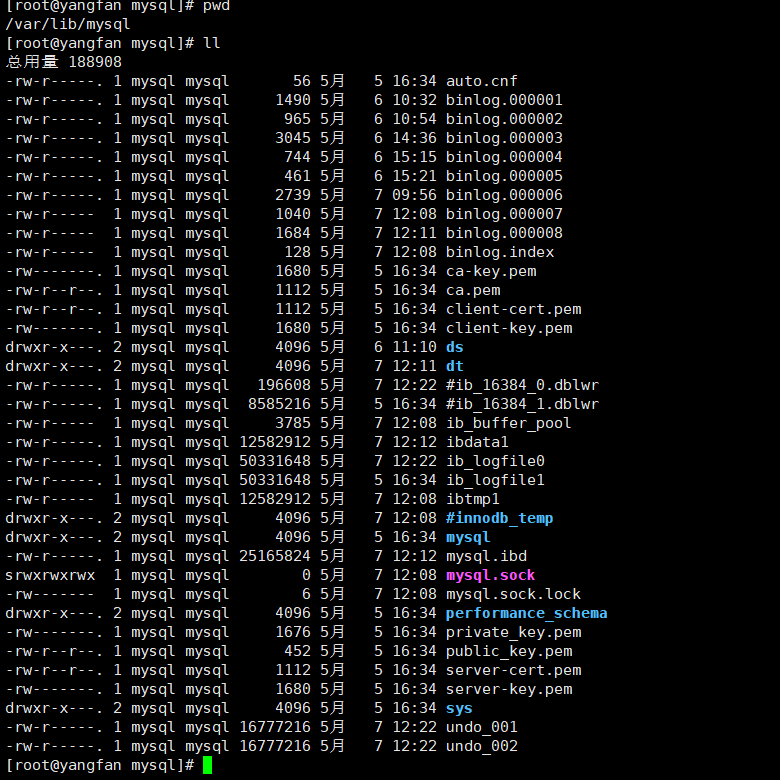 [root@yangfan mysql]# pwd
/var/lib/mysql
[root@yangfan mysql]# ll
总用量 188908
-rw-r-----. 1 mysql mysql       56 5月   5 16:34 auto.cnf
-rw-r-----. 1 mysql mysql     1490 5月   6 10:32 binlog.000001
-rw-r-----. 1 mysql mysql      965 5月   6 10:54 binlog.000002
-rw-r-----. 1 mysql mysql     3045 5月   6 14:36 binlog.000003
-rw-r-----. 1 mysql mysql      744 5月   6 15:15 binlog.000004
-rw-r-----. 1 mysql mysql      461 5月   6 15:21 binlog.000005
-rw-r-----. 1 mysql mysql     2739 5月   7 09:56 binlog.000006
-rw-r-----  1 mysql mysql     1040 5月   7 12:08 binlog.000007
-rw-r-----  1 mysql mysql     1684 5月   7 12:11 binlog.000008
-rw-r-----  1 mysql mysql      128 5月   7 12:08 binlog.index
-rw-------. 1 mysql mysql     1680 5月   5 16:34 ca-key.pem
-rw-r--r--. 1 mysql mysql     1112 5月   5 16:34 ca.pem
-rw-r--r--. 1 mysql mysql     1112 5月   5 16:34 client-cert.pem
-rw-------. 1 mysql mysql     1680 5月   5 16:34 client-key.pem
drwxr-x---. 2 mysql mysql     4096 5月   6 11:10 ds
drwxr-x---. 2 mysql mysql     4096 5月   7 12:11 dt
-rw-r-----. 1 mysql mysql   196608 5月   7 12:22 #ib_16384_0.dblwr
-rw-r-----. 1 mysql mysql  8585216 5月   5 16:34 #ib_16384_1.dblwr
-rw-r-----  1 mysql mysql     3785 5月   7 12:08 ib_buffer_pool
-rw-r-----. 1 mysql mysql 12582912 5月   7 12:12 ibdata1
-rw-r-----. 1 mysql mysql 50331648 5月   7 12:22 ib_logfile0
-rw-r-----. 1 mysql mysql 50331648 5月   5 16:34 ib_logfile1
-rw-r-----  1 mysql mysql 12582912 5月   7 12:08 ibtmp1
drwxr-x---. 2 mysql mysql     4096 5月   7 12:08 #innodb_temp
drwxr-x---. 2 mysql mysql     4096 5月   5 16:34 mysql
-rw-r-----. 1 mysql mysql 25165824 5月   7 12:12 mysql.ibd
srwxrwxrwx  1 mysql mysql        0 5月   7 12:08 mysql.sock
-rw-------  1 mysql mysql        6 5月   7 12:08 mysql.sock.lock
drwxr-x---. 2 mysql mysql     4096 5月   5 16:34 performance_schema
-rw-------. 1 mysql mysql     1676 5月   5 16:34 private_key.pem
-rw-r--r--. 1 mysql mysql      452 5月   5 16:34 public_key.pem
-rw-r--r--. 1 mysql mysql     1112 5月   5 16:34 server-cert.pem
-rw-------. 1 mysql mysql     1680 5月   5 16:34 server-key.pem
drwxr-x---. 2 mysql mysql     4096 5月   5 16:34 sys
-rw-r-----. 1 mysql mysql 16777216 5月   7 12:22 undo_001
-rw-r-----. 1 mysql mysql 16777216 5月   7 12:22 undo_002
[root@yangfan mysql]#